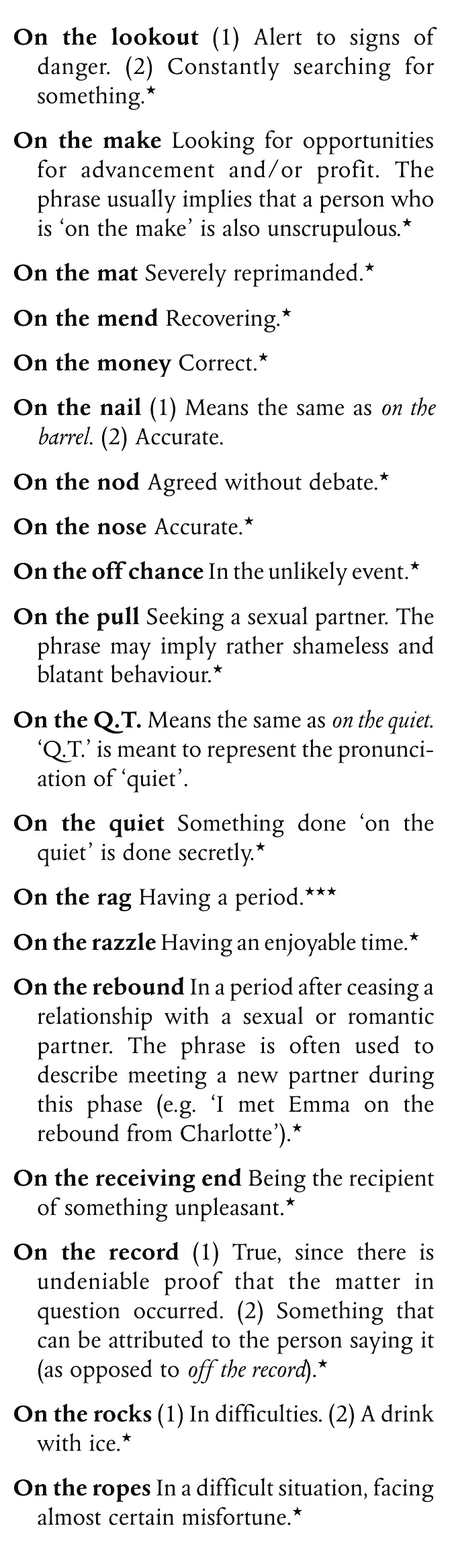 On the lookout (1) Alert to signs of
danger. (2) Constantly searching for
something.★
On the make Looking for opportunities
for advancement and/or profit. The
phrase usually implies that a person who
is ‘on the make’ is also unscrupulous.★
On the mat Severely reprimanded.★
On the mend Recovering.★
On the money Correct.★
On the nail (1) Means the same as on the
barrel. (2) Accurate.
On the nod Agreed without debate.★
On the nose Accurate.★
On the off chance In the unlikely event.★
On the pull Seeking a sexual partner. The
phrase may imply rather shameless and
blatant behaviour.★
On the Q.T. Means the same as on the quiet.
‘Q.T.’ is meant to represent the pronunci-
ation of ‘quiet’.
On the quiet Something done ‘on the
quiet’ is done secretly.★
On the rag Having a period.★★★
On the razzle Having an enjoyable time.★
On the rebound In a period after ceasing a
relationship with a sexual or romantic
partner. The phrase is often used to
describe meeting a new partner during
this phase (e.g. ‘I met Emma on the
rebound from Charlotte’).★
On the receiving end Being the recipient
of something unpleasant.★
On the record (1) True, since there is
undeniable proof that the matter in
question occurred. (2) Something that
can be attributed to the person saying it
(as opposed to off the record).★
On the rocks (1) In difficulties. (2) A drink
with ice.★
On the ropes In a difficult situation, facing
almost certain misfortune.★